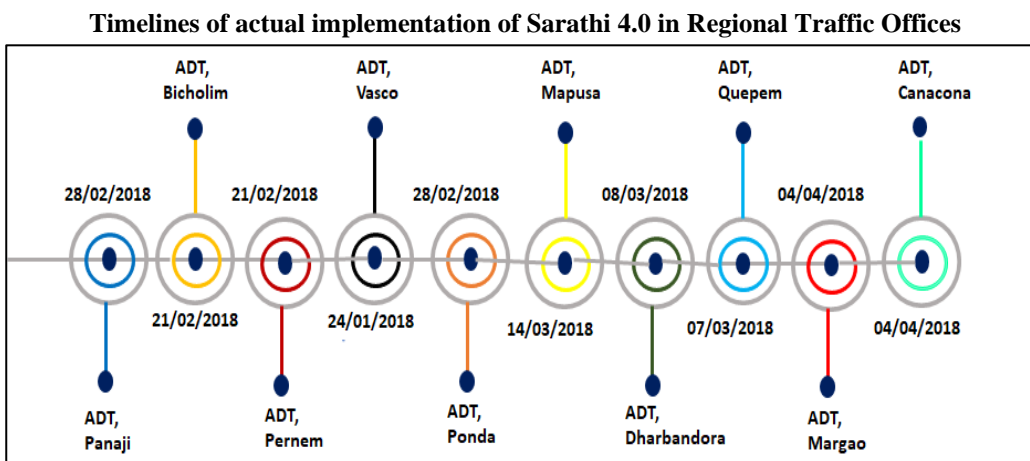 Timelines of actual implementation of Sarathi 4.0 in Regional Traffic Offices
ADT,
Bicholim
ADT,
Vasco
ADT,
Mapusa
ADT,
Quepem
ADT,
Canacona
28/02/2018
21/02/2018
28/02/2018
08/03/2018
04/04/2018
21/02/2018
24/01/2018
14/03/2018
07/03/2018
04/04/2018
ADT,
Panaji
ADT,
Pernem
ADT,
Ponda
ADT,
Dharbandora
ADT,
Margao